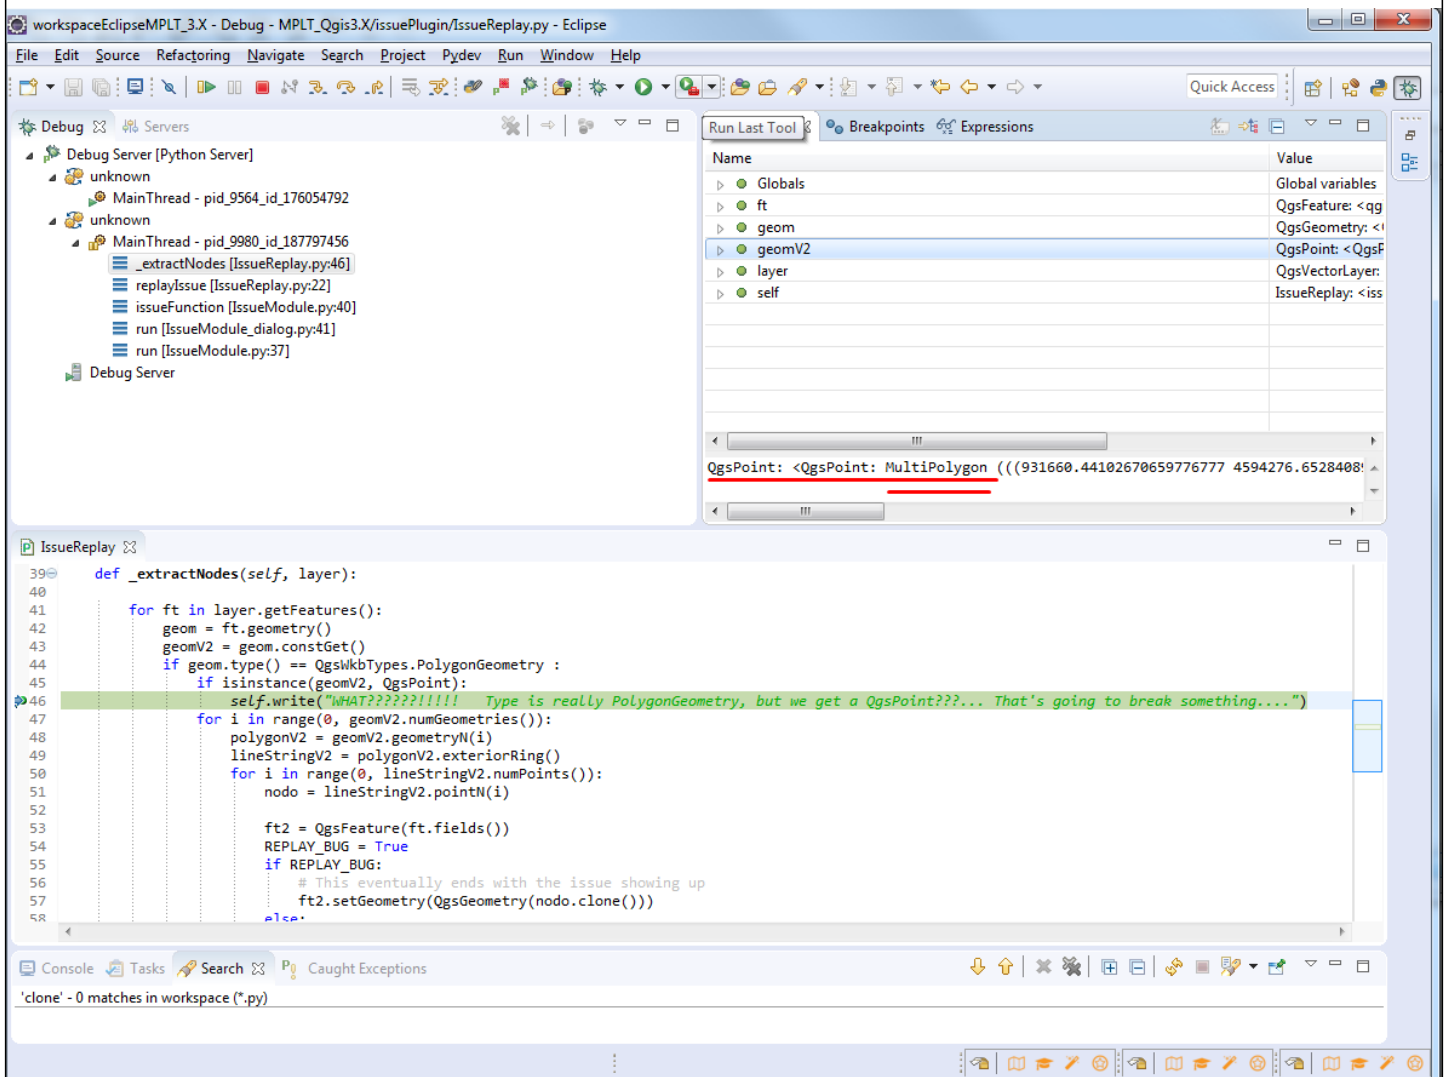 workspaceEclipseMPLT_3.X - Debug - MPLT_Qgis3.X/issuePlugin/IssueReplay.py - Eclipse
File Edit Source Refactoring Navigate Search Project Pydev Run Window Help
Quick Access
Debug Servers
Debug Server [Python Server]
unknown
MainThread - pid_9564_id_176054792
unknown
MainThread - pid_9980_id_187797456
_extractNodes [IssueReplay.py:46]
replayIssue [IssueReplay.py:22]
issueFunction [IssueModule.py:40]
run [IssueModule_dialog.py:41]
run [IssueModule.py:37]
Debug Server
Run Last Tool Breakpoints Expressions
Name Value
Globals Global variables
ft QgsFeature: <qg
geom QgsGeometry: <
geomV2 QgsPoint: <QgsP
layer QgsVectorLayer:
self IssueReplay: <iss
QgsPoint: <QgsPoint: MultiPolygon (((931660.44102670659776777 4594276.65284089
IssueReplay
39 def _extractNodes(self, layer):
40
41 for ft in layer.getFeatures():
42 geom = ft.geometry()
43 geomV2 = geom.constGet()
44 if geom.type() == QgsWkbTypes.PolygonGeometry :
45 if isinstance(geomV2, QgsPoint):
46 self.write("WHAT??????!!!!! Type is really PolygonGeometry, but we get a QgsPoint???... That's going to break something....")
47 for i in range(0, geomV2.numGeometries()):
48 polygonV2 = geomV2.geometryN(i)
49 lineStringV2 = polygonV2.exteriorRing()
50 for i in range(0, lineStringV2.numPoints()):
51 nodo = lineStringV2.pointN(i)
52
53 ft2 = QgsFeature(ft.fields())
54 REPLAY_BUG = True
55 if REPLAY_BUG:
56 # This eventually ends with the issue showing up
57 ft2.setGeometry(QgsGeometry(nodo.clone()))
58 else:
Console Tasks Search Caught Exceptions
'clone' - 0 matches in workspace (*.py)